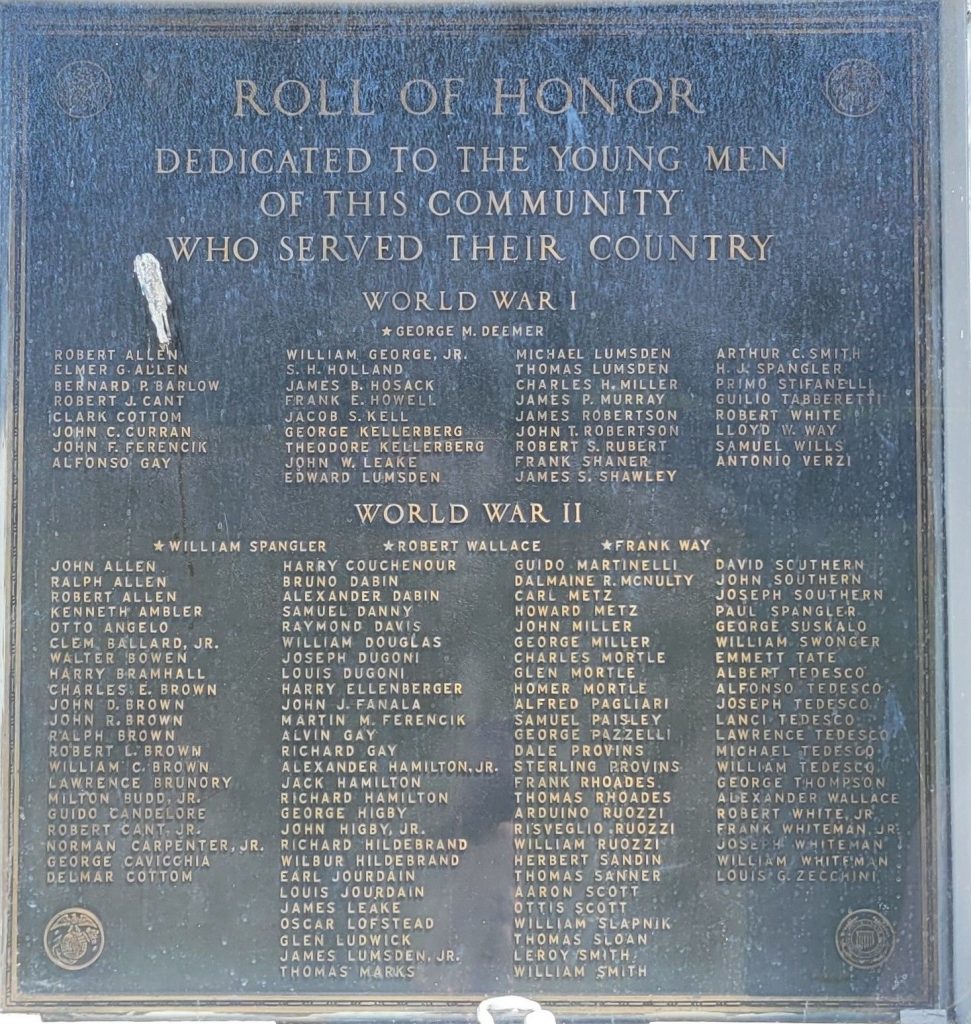 ROLL OF HONOR
DEDICATED TO THE YOUNG MEN
OF THIS COMMUNITY
WHO SERVED THEIR COUNTRY
WORLD WAR I
★GEORGE M. DEEMER
ROBERT ALLEN
ELMER G. ALLEN
BERNARD P. BARLOW
ROBERT J. CANT
CLARK COTTOM
JOHN C. CURRAN
JOHN F. FERENCIK
ALFONSO GAY
WILLIAM GEORGE, JR.
S. H. HOLLAND
JAMES B. HOSACK
FRANK E. HOWELL
JACOB S. KELL
GEORGE KELLERBERG
THEODORE KELLERBERG
JOHN W. LEAKE
EDWARD LUMSDEN
MICHAEL LUMSDEN
THOMAS LUMSDEN
CHARLES H. MILLER
JAMES P. MURRAY
JAMES ROBERTSON
JOHN T. ROBERTSON
ROBERT S. RUBERT
FRANK SHANER
JAMES S. SHAWLEY
ARTHUR C. SMITH
H. J. SPANGLER
PRIMO STIFANELLI
GUILIO TABBERETTI
ROBERT WHITE
LLOYD W. WAY
SAMUEL WILLS
ANTONIO VERZI
WORLD WAR II
★WILLIAM SPANGLER ★ROBERT WALLACE ★FRANK WAY
JOHN ALLEN
RALPH ALLEN
ROBERT ALLEN
KENNETH AMBLER
OTTO ANGELO
CLEM BALLARD, JR.
WALTER BOWEN
HARRY BRAMHALL
CHARLES E. BROWN
JOHN D. BROWN
JOHN R. BROWN
RALPH BROWN
ROBERT L. BROWN
WILLIAM C. BROWN
LAWRENCE BRUNORY
MILTON BUDD, JR.
GUIDO CANDELORE
ROBERT CANT, JR.
NORMAN CARPENTER, JR.
GEORGE CAVICCHIA
DELMAR COTTOM
HARRY COUCHENOUR
BRUNO DABIN
ALEXANDER DABIN
SAMUEL DANNY
RAYMOND DAVIS
WILLIAM DOUGLAS
JOSEPH DUGONI
LOUIS DUGONI
HARRY ELLENBERGER
JOHN J. FANALA
MARTIN M. FERENCIK
ALVIN GAY
RICHARD GAY
ALEXANDER HAMILTON, JR.
JACK HAMILTON
RICHARD HAMILTON
GEORGE HIGBY
JOHN HIGBY, JR.
RICHARD HILDEBRAND
WILBUR HILDEBRAND
EARL JOURDAIN
LOUIS JOURDAIN
JAMES LEAKE
OSCAR LOFSTEAD
GLEN LUDWICK
JAMES LUMSDEN, JR.
THOMAS MARKS
GUIDO MARTINELLI
DALMAINE R. MCNULTY
CARL METZ
HOWARD METZ
JOHN MILLER
GEORGE MILLER
CHARLES MORTLE
GLEN MORTLE
HOMER MORTLE
ALFRED PAGLIARI
SAMUEL PAISLEY
GEORGE PAZZELLI
DALE PROVINS
STERLING PROVINS
FRANK RHOADES
THOMAS RHOADES
ARDUINO RUOZZI
RISVEGLIO RUOZZI
WILLIAM RUOZZI
HERBERT SANDIN
THOMAS SANNER
AARON SCOTT
OTTIS SCOTT
WILLIAM SLAPNIK
THOMAS SLOAN
LEROY SMITH
WILLIAM SMITH
DAVID SOUTHERN
JOHN SOUTHERN
JOSEPH SOUTHERN
PAUL SPANGLER
GEORGE SUSKALO
WILLIAM SWONGER
EMMETT TATE
ALBERT TEDESCO
ALFONSO TEDESCO
JOSEPH TEDESCO
LANCI TEDESCO
LAWRENCE TEDESCO
MICHAEL TEDESCO
WILLIAM TEDESCO
GEORGE THOMPSON
ALEXANDER WALLACE
ROBERT WHITE, JR.
FRANK WHITEMAN, JR.
JOSEPH WHITEMAN
WILLIAM WHITEMAN
LOUIS G. ZECCHINI